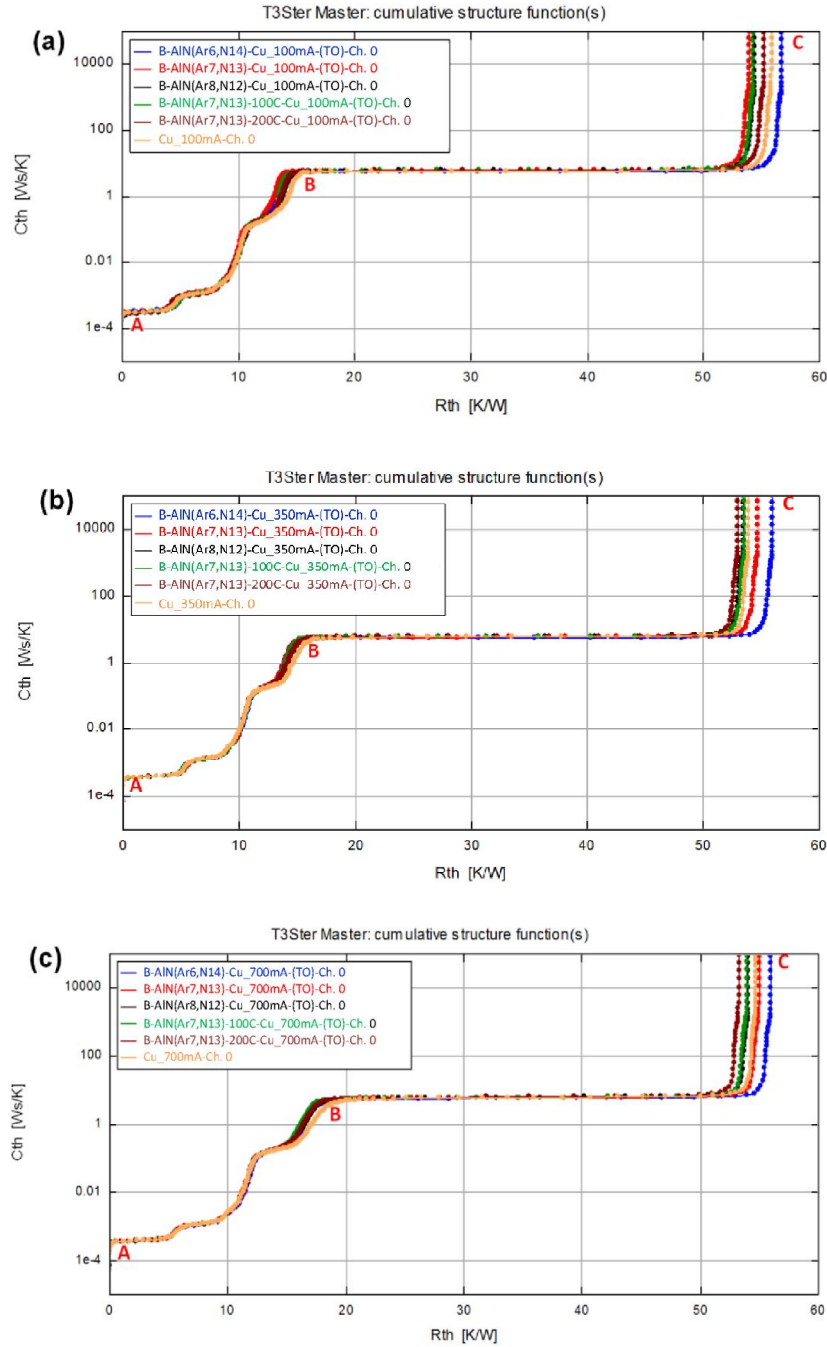 T3Ster Master: cumulative structure function(s)
(a)
B-AlN(Ar6,N14)-Cu_100mA-(TO)-Ch. 0
B-AlN(Ar7,N13)-Cu_100mA-(TO)-Ch. 0
B-AlN(Ar8,N12)-Cu_100mA-(TO)-Ch. 0
B-AlN(Ar7,N13)-100C-Cu_100mA-(TO)-Ch. 0
B-AlN(Ar7,N13)-200C-Cu_100mA-(TO)-Ch. 0
Cu_100mA-Ch. 0
C
10000
100
1
0.01
1e-4
Cth [Ws/K]
B
A
0 10 20 30 40 50 60
Rth [K/W]
T3Ster Master: cumulative structure function(s)
(b)
B-AlN(Ar6,N14)-Cu_350mA-(TO)-Ch. 0
B-AlN(Ar7,N13)-Cu_350mA-(TO)-Ch. 0
B-AlN(Ar8,N12)-Cu_350mA-(TO)-Ch. 0
B-AlN(Ar7,N13)-100C-Cu_350mA-(TO)-Ch. 0
B-AlN(Ar7,N13)-200C-Cu_350mA-(TO)-Ch. 0
Cu_350mA-Ch. 0
C
10000
100
1
0.01
1e-4
Cth [Ws/K]
B
A
0 10 20 30 40 50 60
Rth [K/W]
T3Ster Master: cumulative structure function(s)
(c)
B-AlN(Ar6,N14)-Cu_700mA-(TO)-Ch. 0
B-AlN(Ar7,N13)-Cu_700mA-(TO)-Ch. 0
B-AlN(Ar8,N12)-Cu_700mA-(TO)-Ch. 0
B-AlN(Ar7,N13)-100C-Cu_700mA-(TO)-Ch. 0
B-AlN(Ar7,N13)-200C-Cu_700mA-(TO)-Ch. 0
Cu_700mA-Ch. 0
C
10000
100
1
0.01
1e-4
Cth [Ws/K]
B
A
0 10 20 30 40 50 60
Rth [K/W]